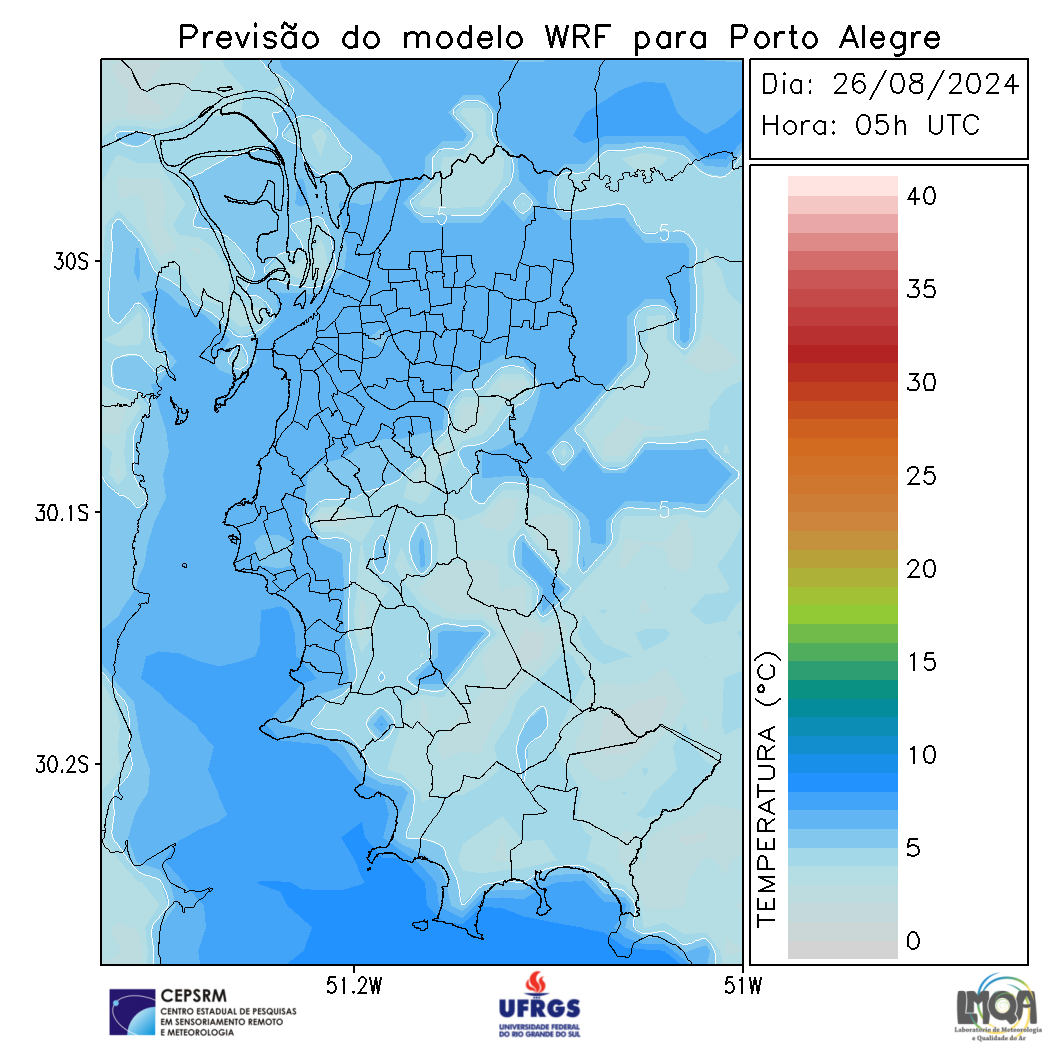 Previsão do modelo WRF para Porto Alegre
Dia: 26/08/2024
Hora: 05h UTC
40
35
30
25
20
15
10
5
0
TEMPERATURA (°C)
30S
30.1S
30.2S
51.2W
51W
5
5
5
CEPSRM
CENTRO ESTADUAL DE PESQUISAS
EM SENSORIAMENTO REMOTO
E METEOROLOGIA
UFRGS
UNIVERSIDADE FEDERAL
DO RIO GRANDE DO SUL
LMQA
Laboratório de Meteorologia
e Qualidade do Ar